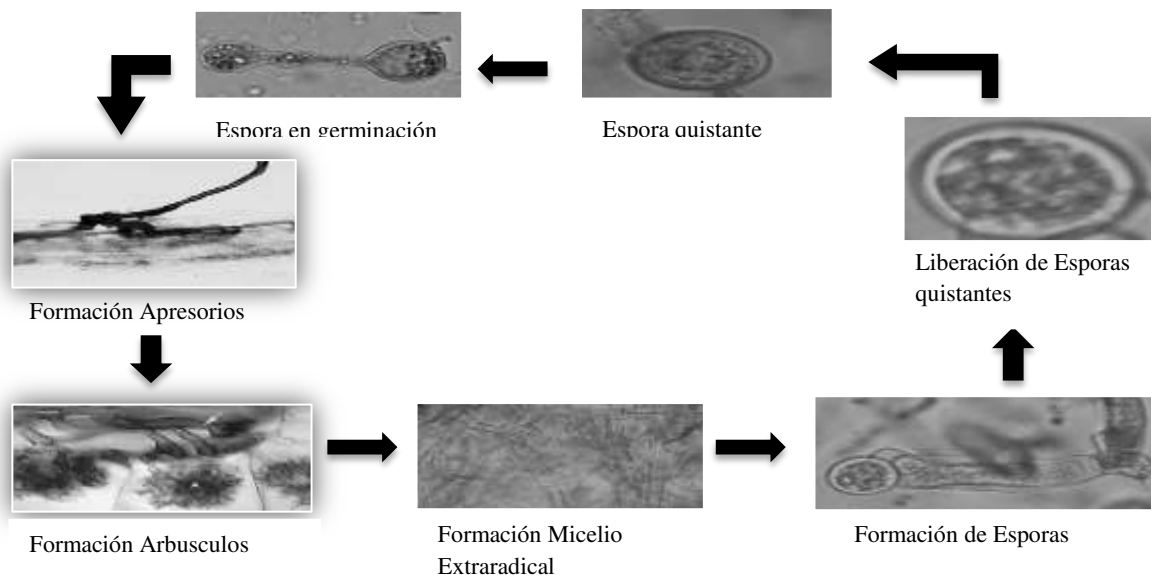 Espora en germinación
Espora quistante
Liberación de Esporas
quistantes
Formación Apresorios
Formación Arbusculos
Formación Micelio
Extraradical
Formación de Esporas